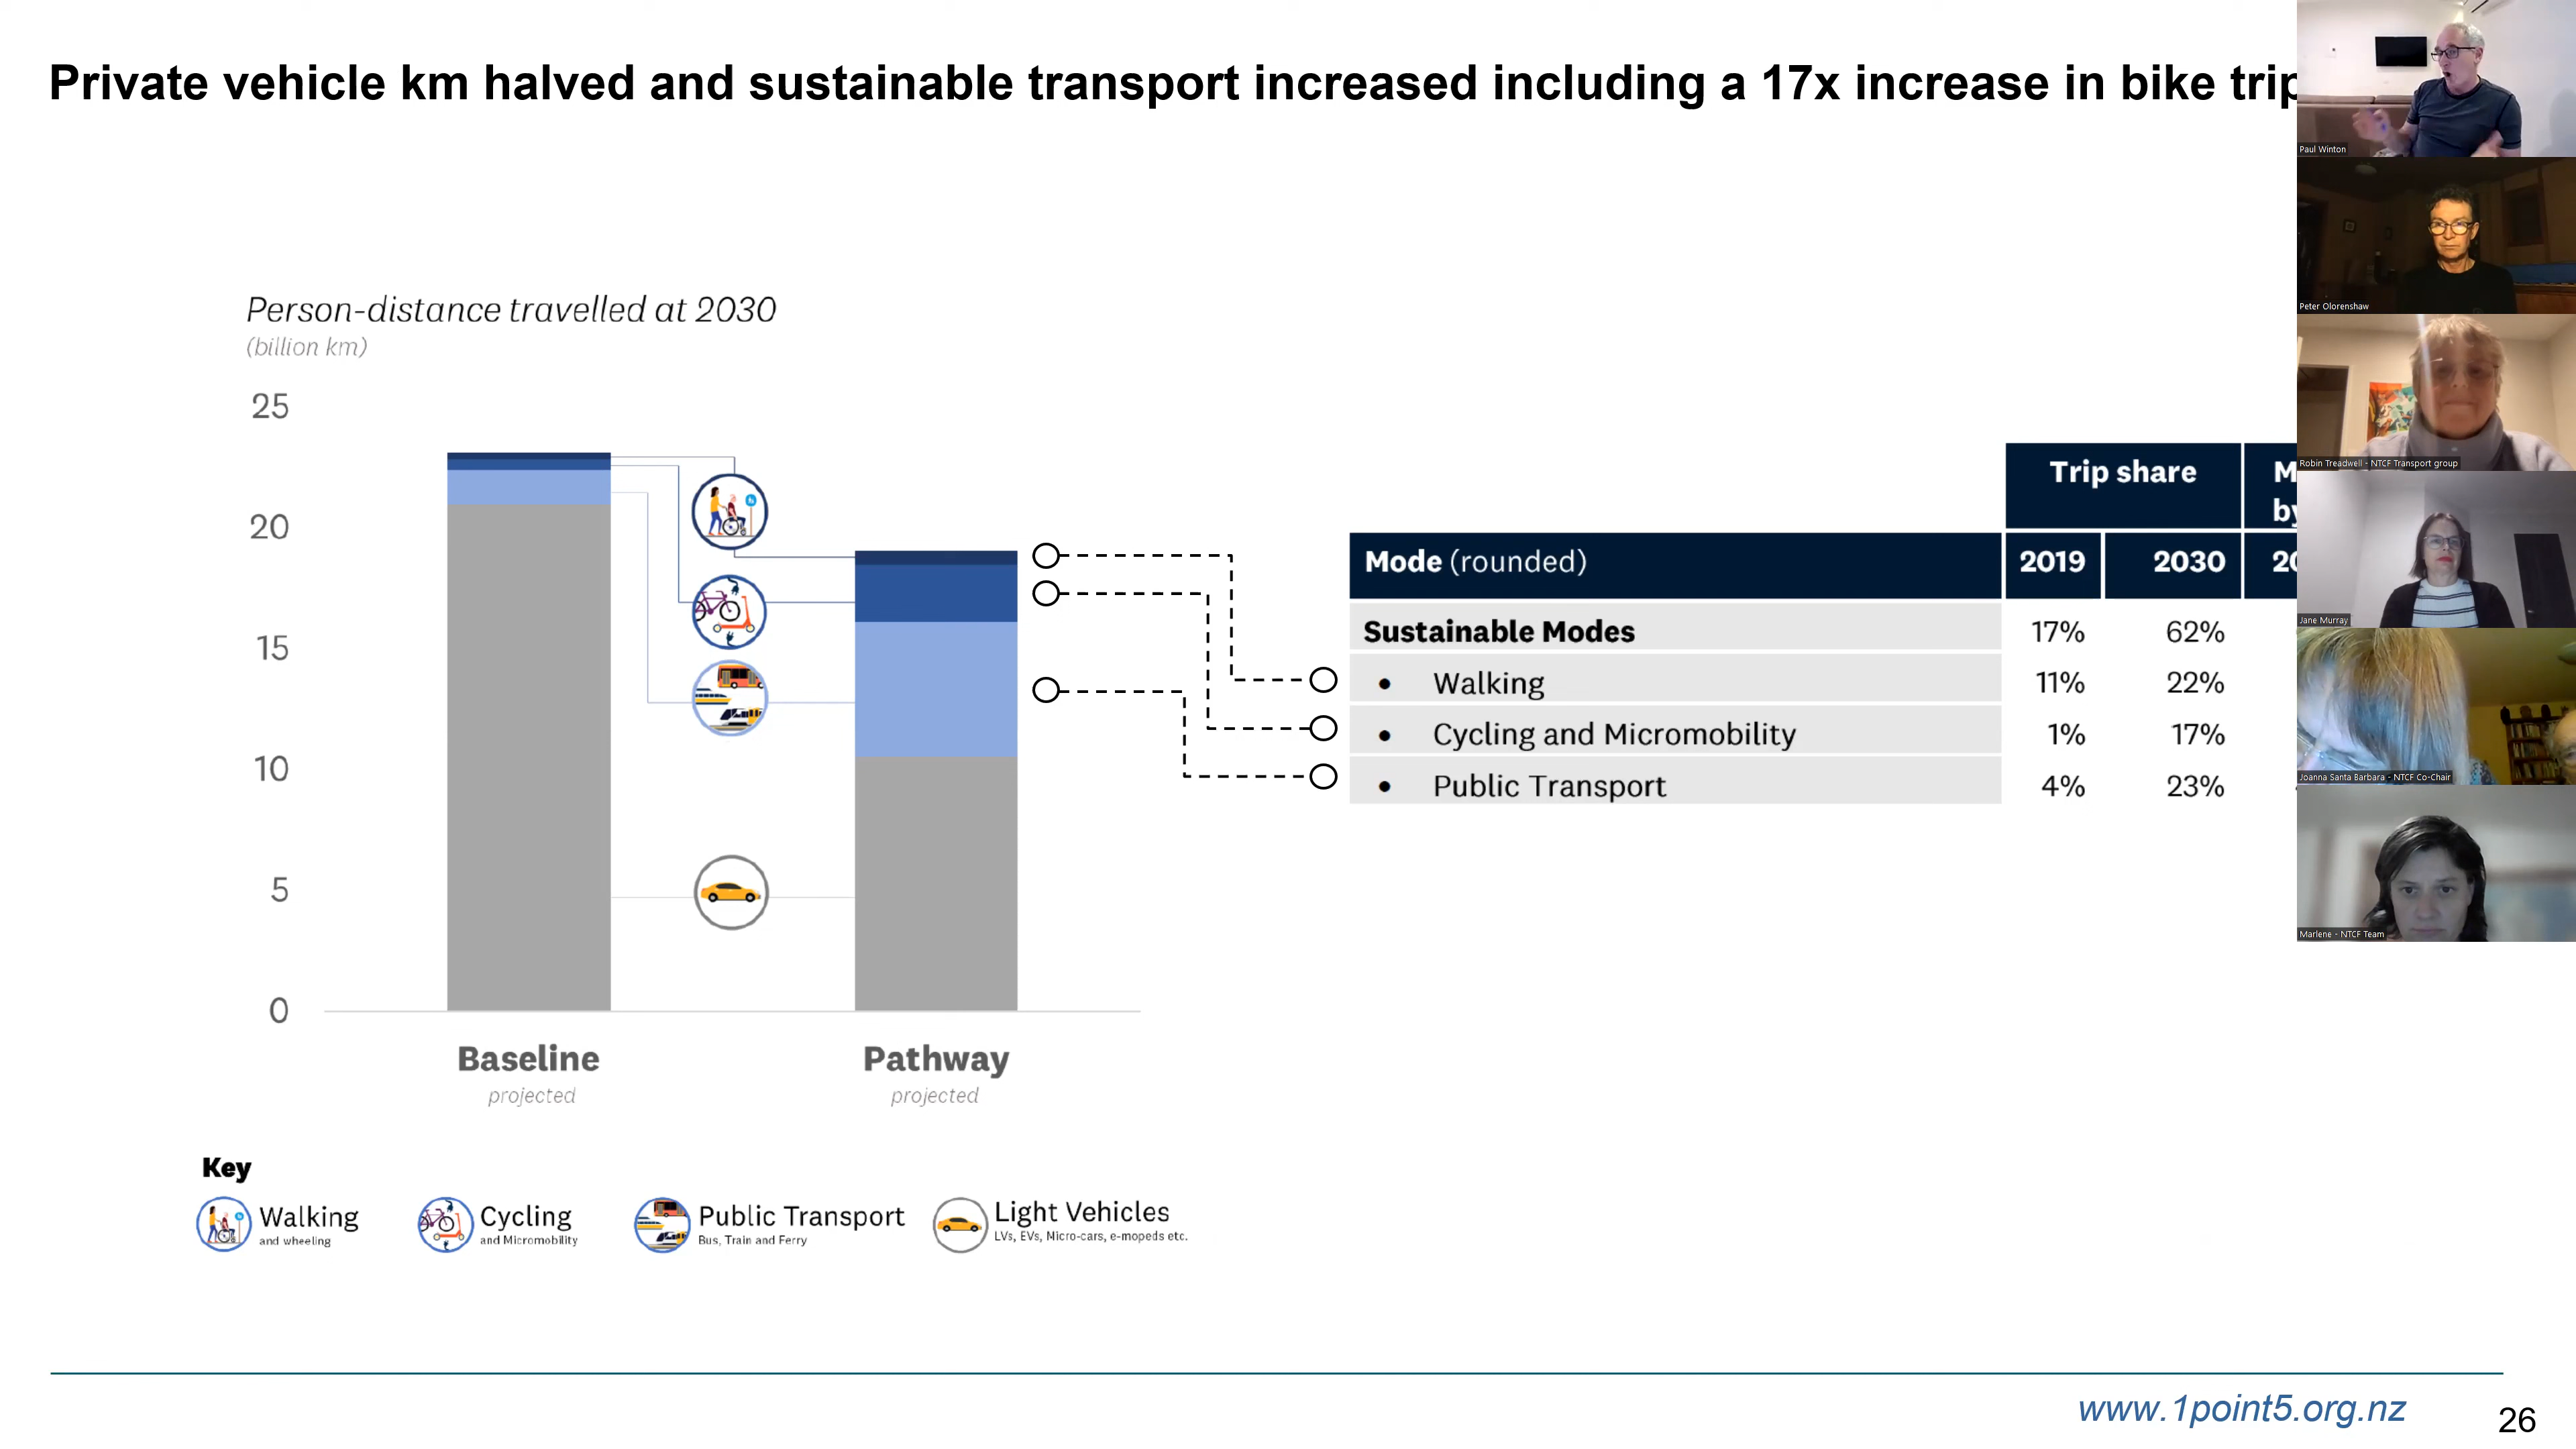 Private vehicle km halved and sustainable transport increased including a 17x increase in bike trip
Person-distance travelled at 2030
(billion km)
25
20
15
10
5
0
Baseline
projected
Pathway
projected
Trip share
Mode (rounded)
2019
2030
Sustainable Modes
17%
62%
• Walking
11%
22%
• Cycling and Micromobility
1%
17%
• Public Transport
4%
23%
Key
Walking
and wheeling
Cycling
and Micromobility
Public Transport
Bus, Train and Ferry
Light Vehicles
LVs, EVs, Micro-cars, e-mopeds etc.
www.1point5.org.nz
26
Paul Winton
Peter Olorenshaw
Robin Treadwell - NTCF Transport group
Jane Murray
Joanna Santa Barbara - NTCF Co-Chair
Marlene - NTCF Team